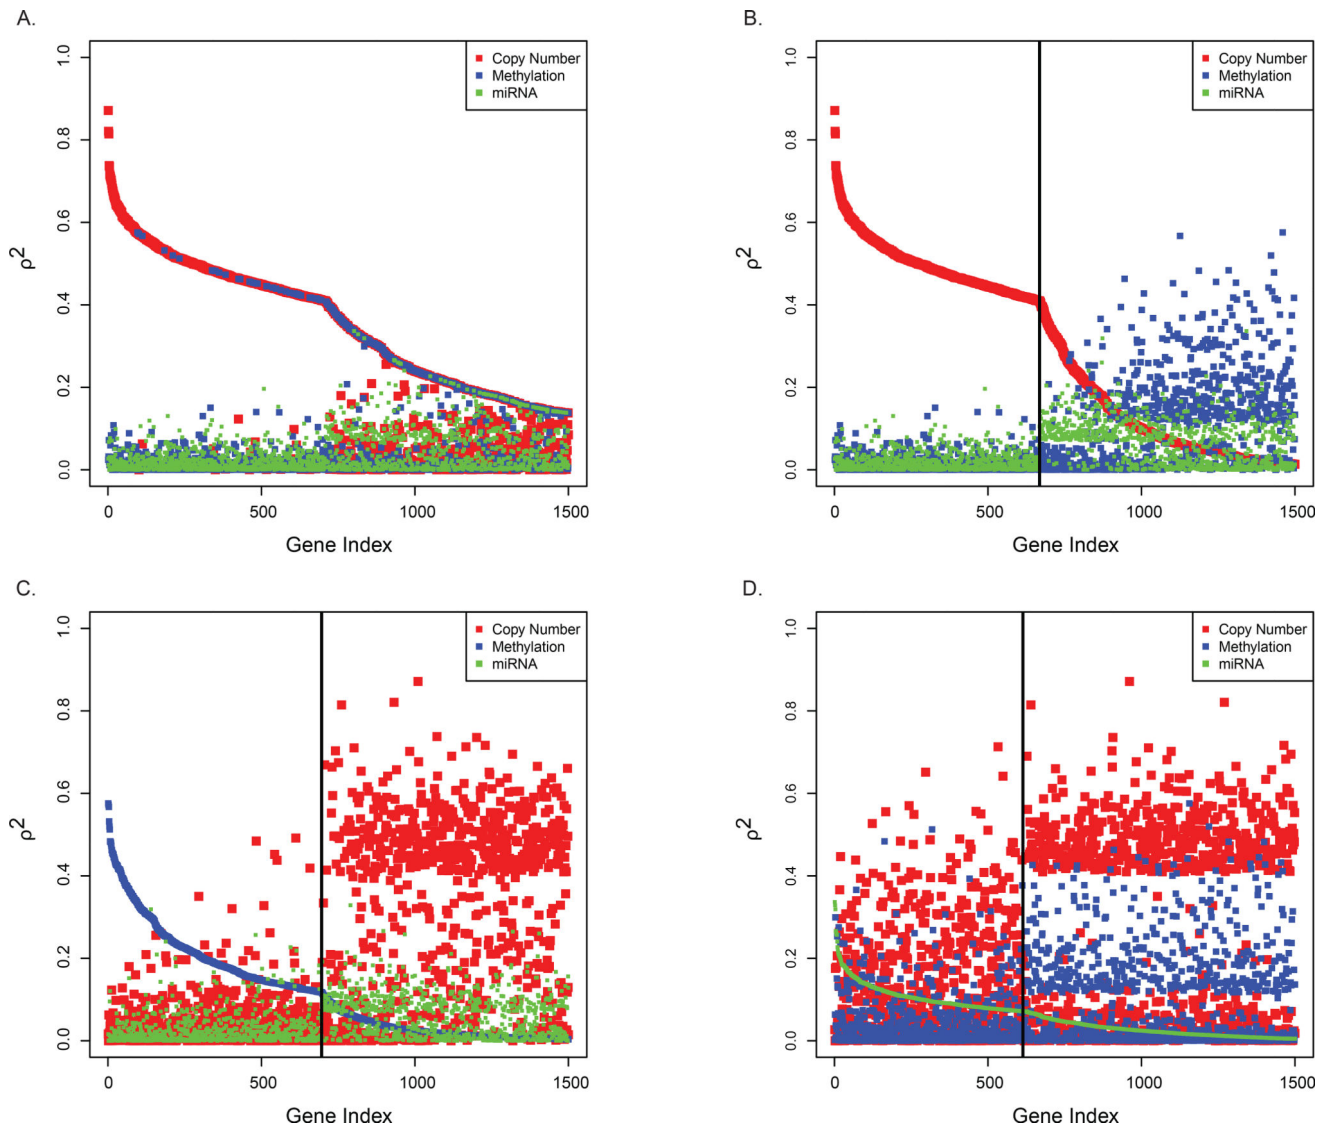 A.
1.0
0.8
0.6
0.4
0.2
0.0
ρ2
0
500
1000
1500
Gene Index
Copy Number
Methylation
miRNA
B.
1.0
0.8
0.6
0.4
0.2
0.0
ρ2
0
500
1000
1500
Gene Index
Copy Number
Methylation
miRNA
C.
1.0
0.8
0.6
0.4
0.2
0.0
ρ2
0
500
1000
1500
Gene Index
Copy Number
Methylation
miRNA
D.
1.0
0.8
0.6
0.4
0.2
0.0
ρ2
0
500
1000
1500
Gene Index
Copy Number
Methylation
miRNA